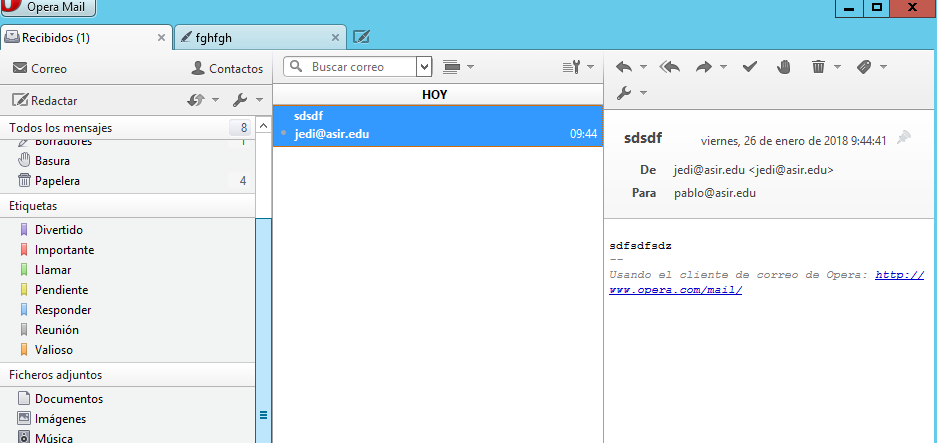 Opera Mail
Recibidos (1)
fghfgh
Correo
Contactos
Redactar
Todos los mensajes 8
Borradores 1
Basura
Papelera 4
Etiquetas
Divertido
Importante
Llamar
Pendiente
Responder
Reunión
Valioso
Ficheros adjuntos
Documentos
Imágenes
Música
Buscar correo
HOY
sdsdf
jedi@asir.edu 09:44
sdsdf viernes, 26 de enero de 2018 9:44:41
De jedi@asir.edu <jedi@asir.edu>
Para pablo@asir.edu
sdfsdfsdz
--
Usando el cliente de correo de Opera: http://
www.opera.com/mail/